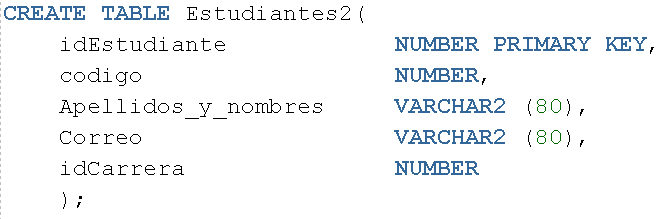 CREATE TABLE Estudiantes2(
idEstudiante NUMBER PRIMARY KEY,
codigo NUMBER,
Apellidos_y_nombres VARCHAR2 (80),
Correo VARCHAR2 (80),
idCarrera NUMBER
);